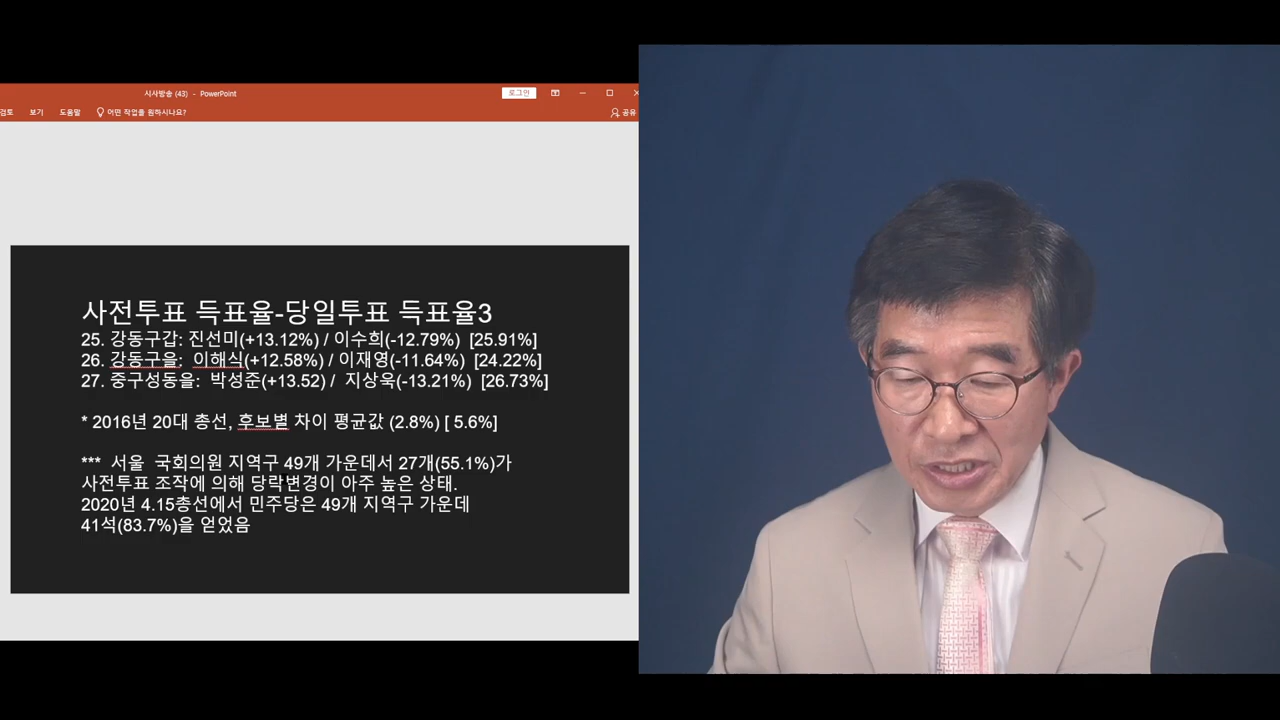 시사방송 (43) - PowerPoint
로그인
검토 보기 도움말 어떤 작업을 원하시나요? 공유
사전투표 득표율-당일투표 득표율3
25. 강동구갑: 진선미(+13.12%) / 이수희(-12.79%) [25.91%]
26. 강동구을: 이해식(+12.58%) / 이재영(-11.64%) [24.22%]
27. 중구성동을: 박성준(+13.52) / 지상욱(-13.21%) [26.73%]
* 2016년 20대 총선, 후보별 차이 평균값 (2.8%) [ 5.6%]
*** 서울 국회의원 지역구 49개 가운데서 27개(55.1%)가
사전투표 조작에 의해 당락변경이 아주 높은 상태.
2020년 4.15총선에서 민주당은 49개 지역구 가운데
41석(83.7%)을 얻었음